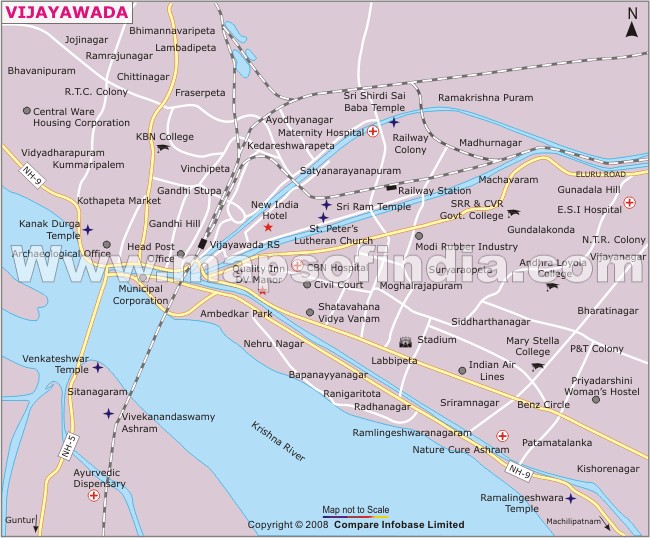 VIJAYAWADA
N
Bhimannavaripeta
Jojinagar
Lambadipeta
Ramrajunagar
Bhavanipuram
Chittinagar
R.T.C. Colony
Fraserpeta
Sri Shirdi Sai
Baba Temple
Ramakrishna Puram
Central Ware
Housing Corporation
Ayodhyanagar
Maternity Hospital
KBN College
Railway
Colony
Kedareshwarapeta
Madhurnagar
Vidyadharapuram
Kummaripalem
NH-9
Vinchipeta
Satyanarayanapuram
ELURU ROAD
Machavaram
Gandhi Stupa
Railway Station
Gunadala Hill
Kothapeta Market
New India
Hotel
Sri Ram Temple
SRR & CVR
Govt. College
E.S.I Hospital
Kanak Durga
Temple
Gandhi Hill
St. Peter's
Lutheran Church
Gundalakonda
N.T.R. Colony
Archaeological Office
Head Post
Office
Vijayawada RS
Modi Rubber Industry
Vijayanagar
www.mapsofindia.com
Quality Inn
DV Manor
CBN Hospital
Suryaraopeta
Andhra Loyola
College
Municipal
Corporation
Civil Court
Moghalrajapuram
Shatavahana
Vidya Vanam
Ambedkar Park
Siddharthanagar
Bharatinagar
Nehru Nagar
Stadium
Mary Stella
College
P&T Colony
Venkateshwar
Temple
Labbipeta
Indian Air
Lines
Bapanayyanagar
Priyadarshini
Woman's Hostel
Sitanagaram
Ranigaritota
Radhanagar
Sriramnagar
Benz Circle
Vivekanandaswamy
Ashram
Krishna River
Ramlingeshwaranagaram
Nature Cure Ashram
Patamatalanka
NH-5
NH-9
Kishorenagar
Ayurvedic
Dispensary
Ramalingeshwara
Temple
Guntur
Map not to Scale
Machilipatnam
Copyright © 2008 Compare Infobase Limited